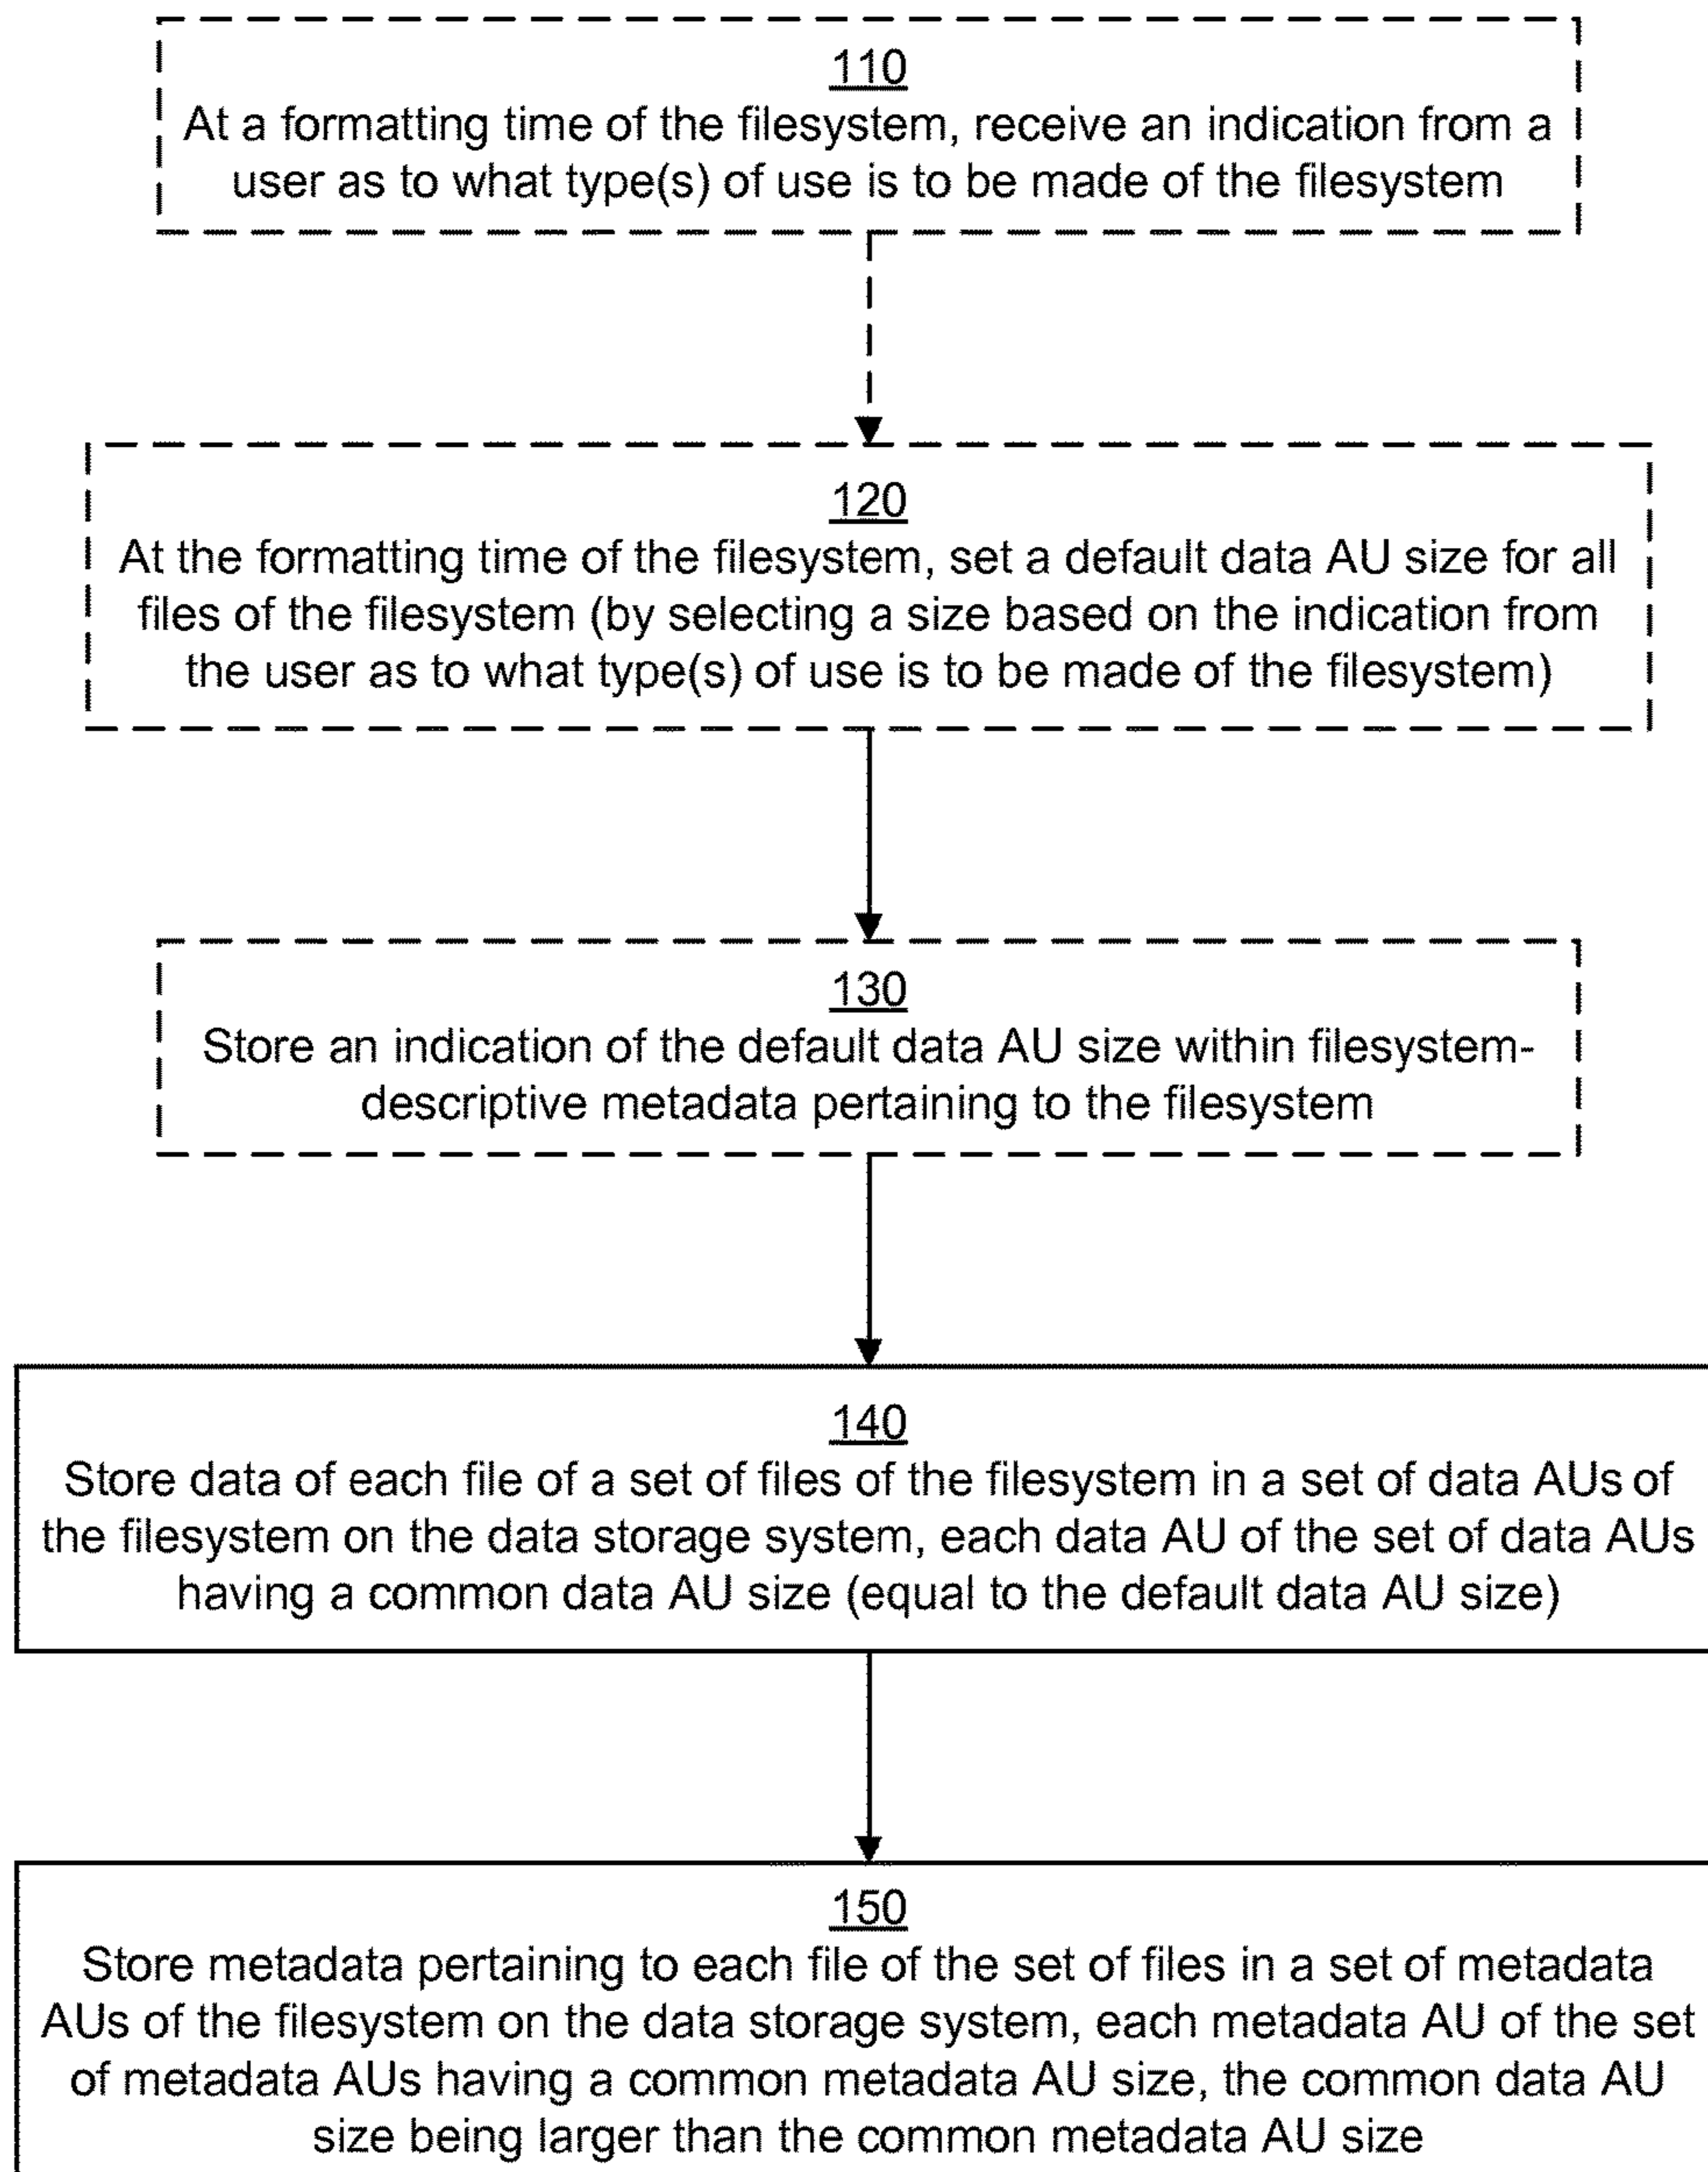 110
At a formatting time of the filesystem, receive an indication from a
user as to what type(s) of use is to be made of the filesystem
120
At the formatting time of the filesystem, set a default data AU size for all
files of the filesystem (by selecting a size based on the indication from
the user as to what type(s) of use is to be made of the filesystem)
130
Store an indication of the default data AU size within filesystem-
descriptive metadata pertaining to the filesystem
140
Store data of each file of a set of files of the filesystem in a set of data AUs of
the filesystem on the data storage system, each data AU of the set of data AUs
having a common data AU size (equal to the default data AU size)
150
Store metadata pertaining to each file of the set of files in a set of metadata
AUs of the filesystem on the data storage system, each metadata AU of the set
of metadata AUs having a common metadata AU size, the common data AU
size being larger than the common metadata AU size